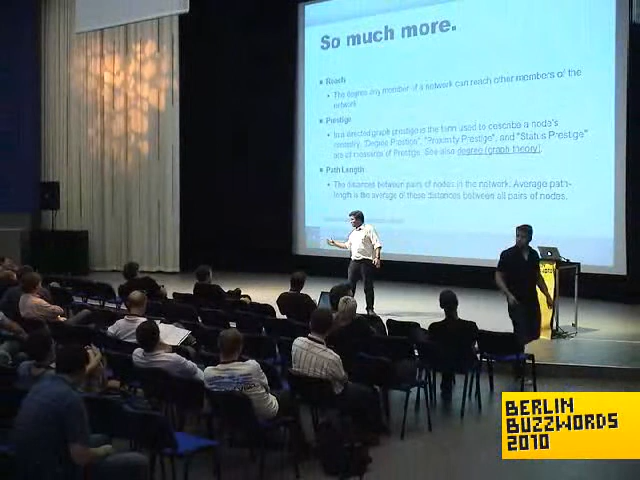 So much more.
Reach
The degree any member of a network can reach other members of the
network
Prestige
In a directed graph prestige is the term used to describe a node's
centrality. "Degree Prestige", "Proximity Prestige", and "Status Prestige"
are all measures of Prestige. See also degree (graph theory).
Path Length
The distances between pairs of nodes in the network. Average path-
length is the average of these distances between all pairs of nodes.
BERLIN
BUZZWORDS
2010